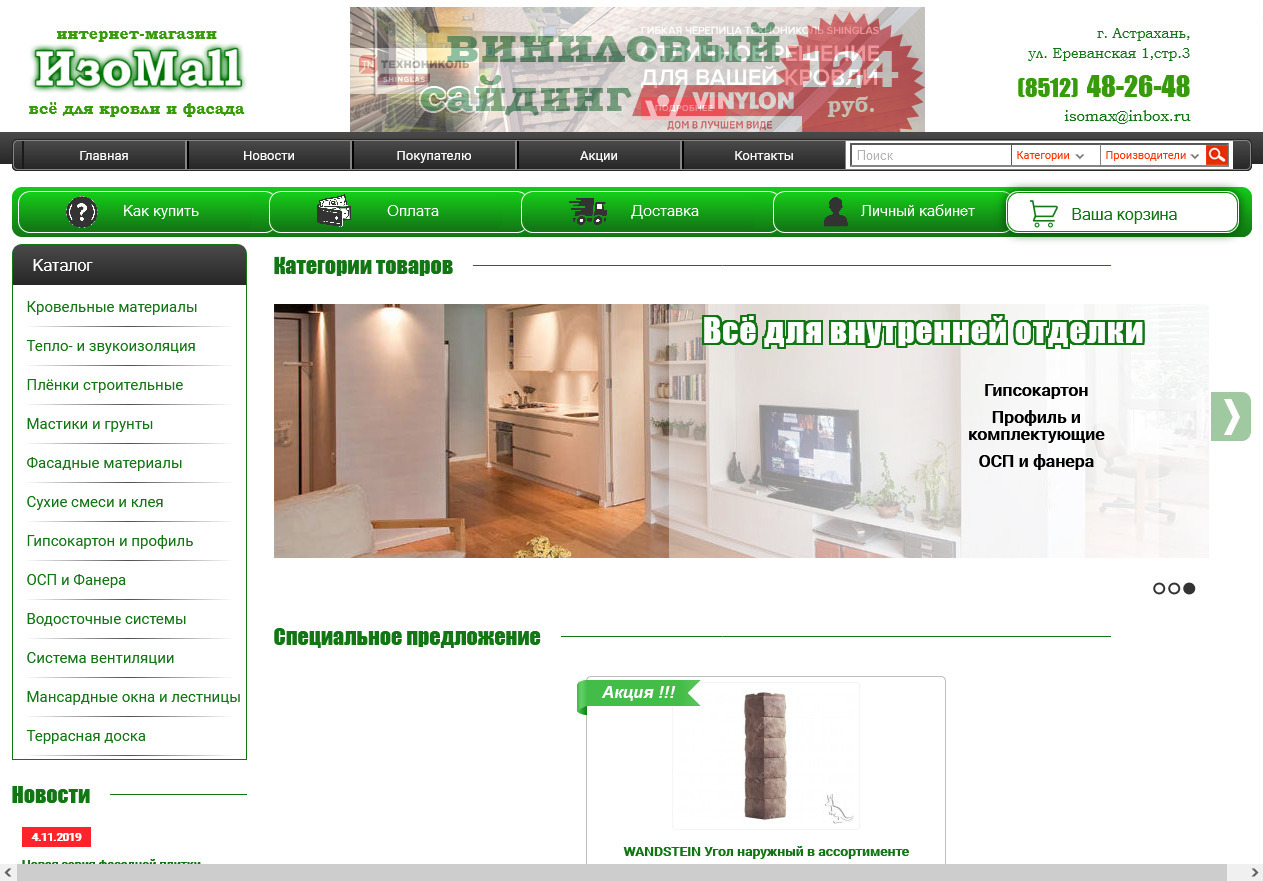 интернет-магазин
ИзоMall
всё для кровли и фасада
ГИБКАЯ ЧЕРЕПИЦА ТЕХНОНИКОЛЬ SHINGLAS
виниловый
ОТЛИЧНОЕ РЕШЕНИЕ
ДЛЯ ВАШЕЙ КРОВЛИ
TN ТЕХНОНИКОЛЬ
SHINGLAS
сайдинг
VINYLON
ПОДРОБНЕЕ
ДОМ В ЛУЧШЕМ ВИДЕ
124
руб.
г. Астрахань,
ул. Ереванская 1,стр.3
(8512) 48-26-48
isomax@inbox.ru
Главная
Новости
Покупателю
Акции
Контакты
Поиск
Категории
Производители
Как купить
Оплата
Доставка
Личный кабинет
Ваша корзина
Каталог
Кровельные материалы
Тепло- и звукоизоляция
Плёнки строительные
Мастики и грунты
Фасадные материалы
Сухие смеси и клея
Гипсокартон и профиль
ОСП и Фанера
Водосточные системы
Система вентиляции
Мансардные окна и лестницы
Террасная доска
Новости
4.11.2019
Новая серия фасадной плитки
Категории товаров
Всё для внутренней отделки
Гипсокартон
Профиль и
комплектующие
ОСП и фанера
Специальное предложение
Акция !!!
WANDSTEIN Угол наружный в ассортименте